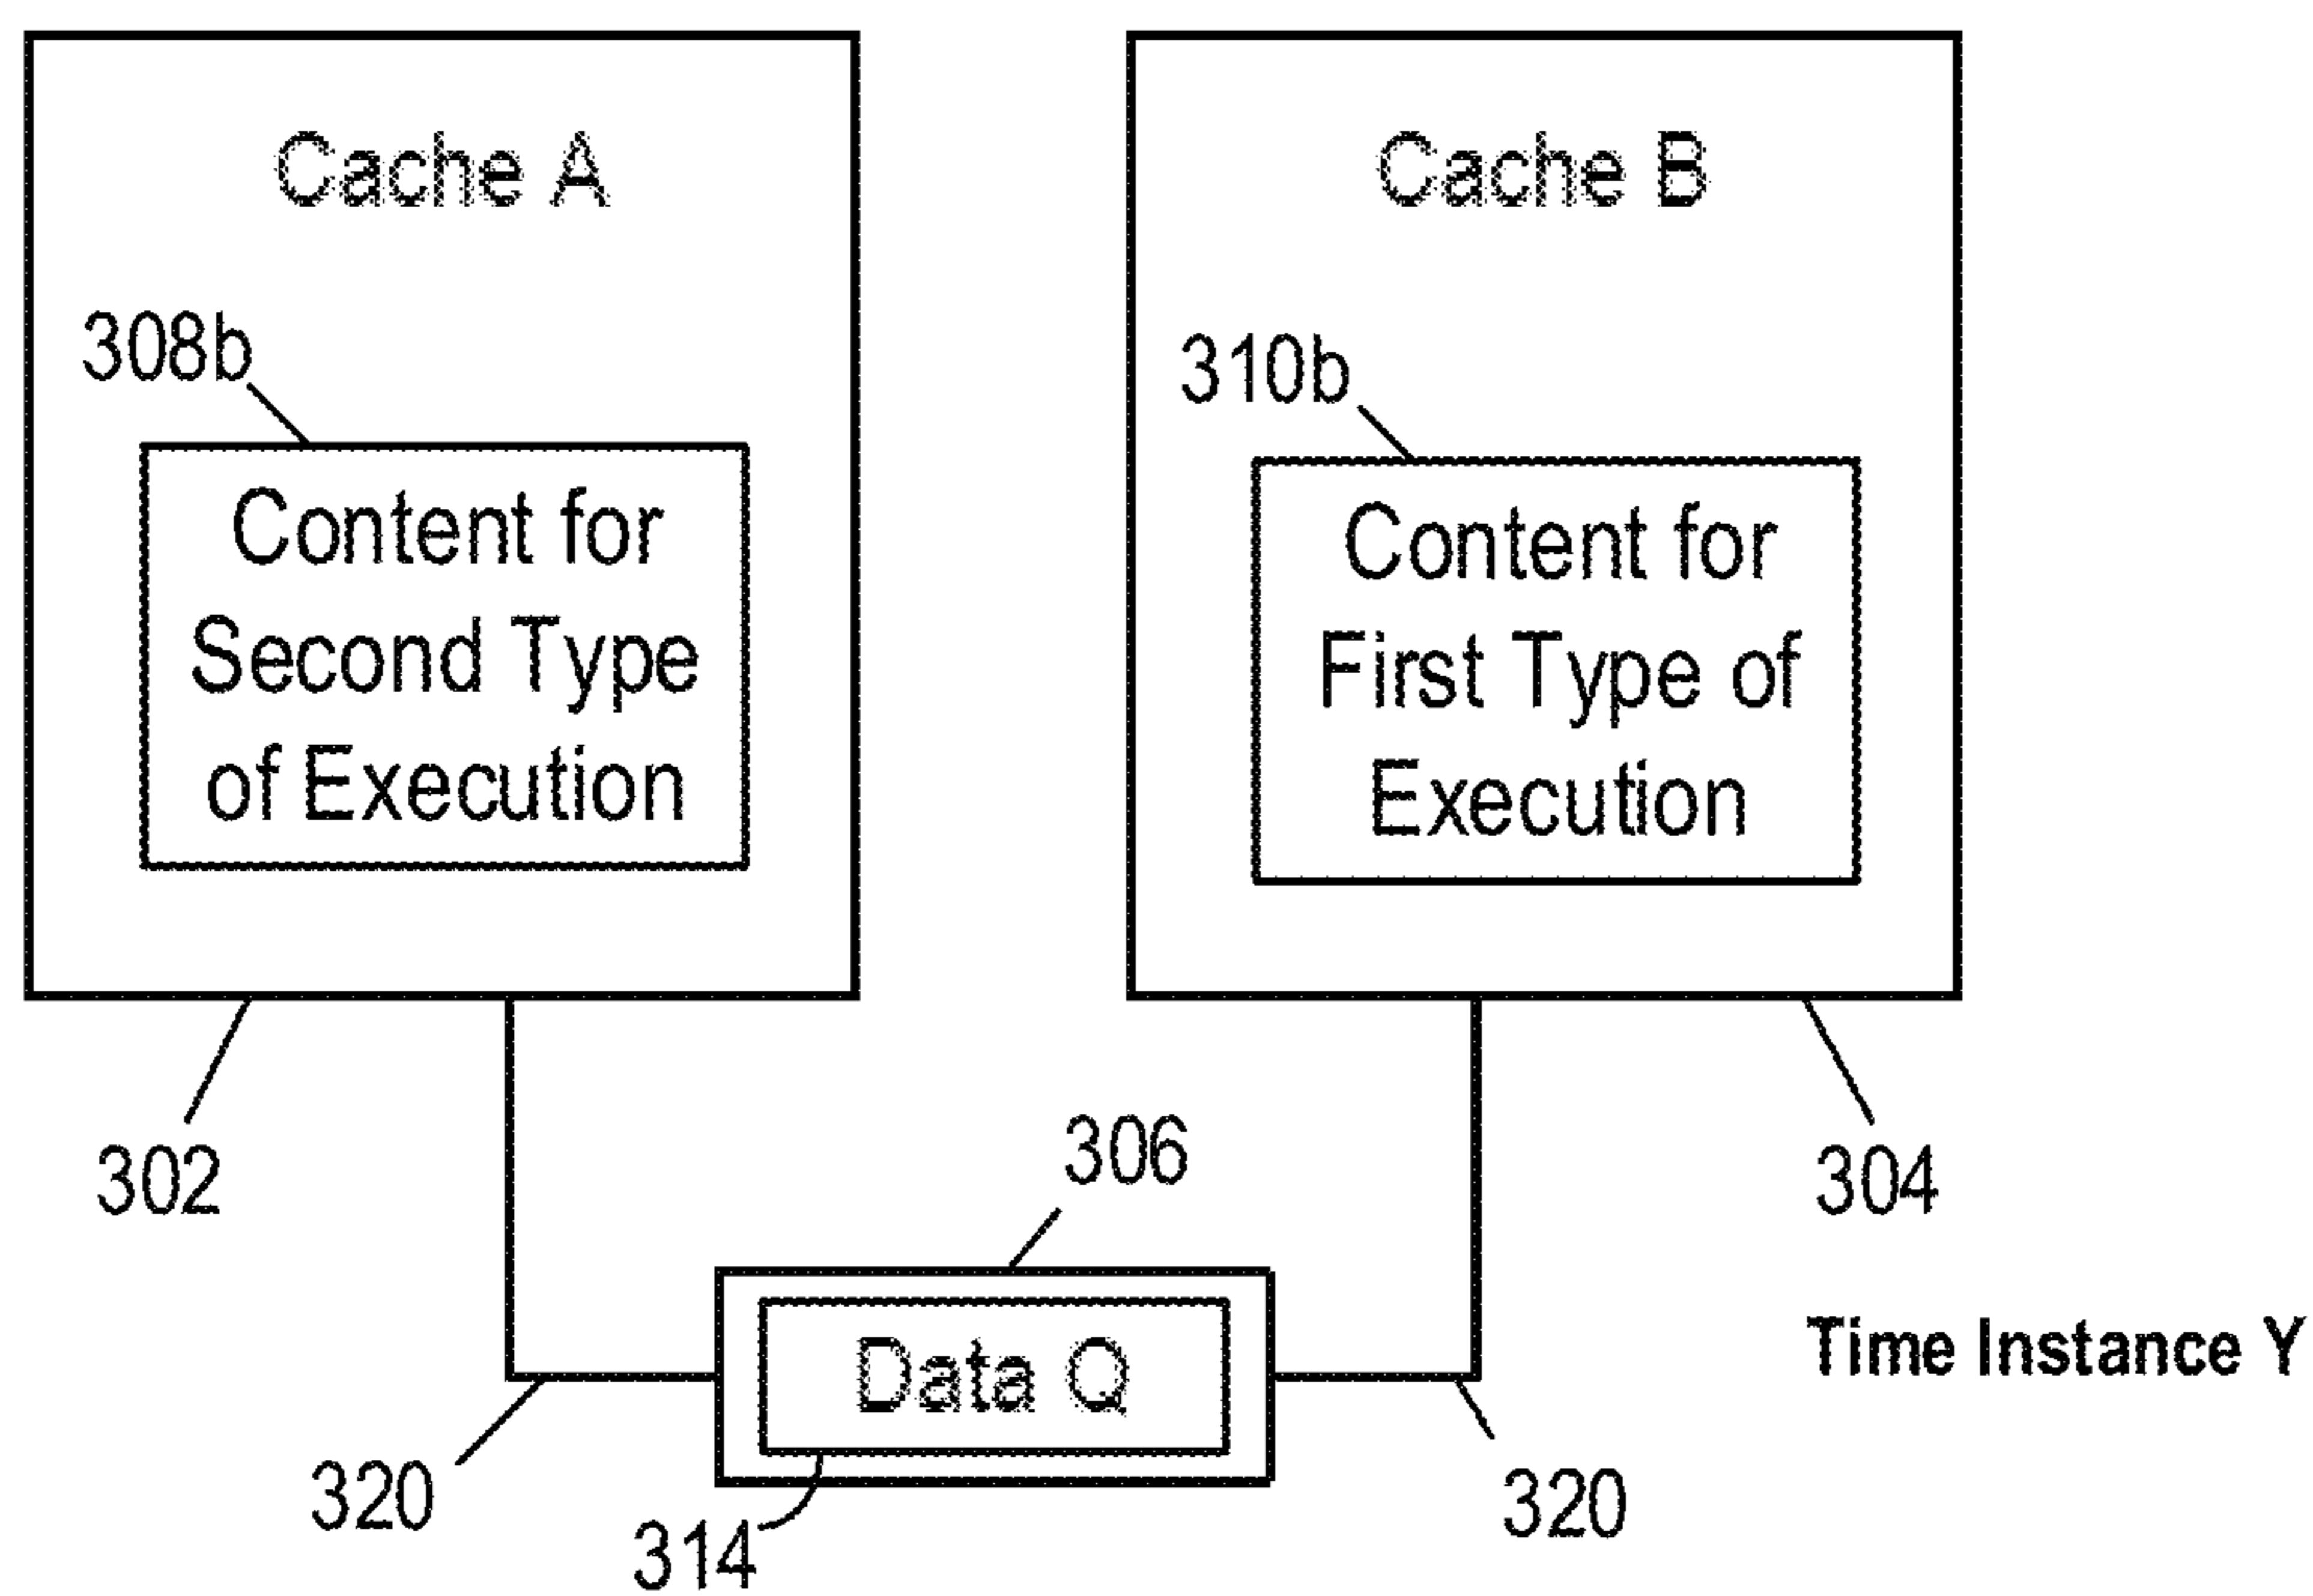 Cache A
Cache B
308b
310b
Content for
Second Type
of Execution
Content for
First Type of
Execution
302
306
304
Data Q
Time Instance Y
320
314
320